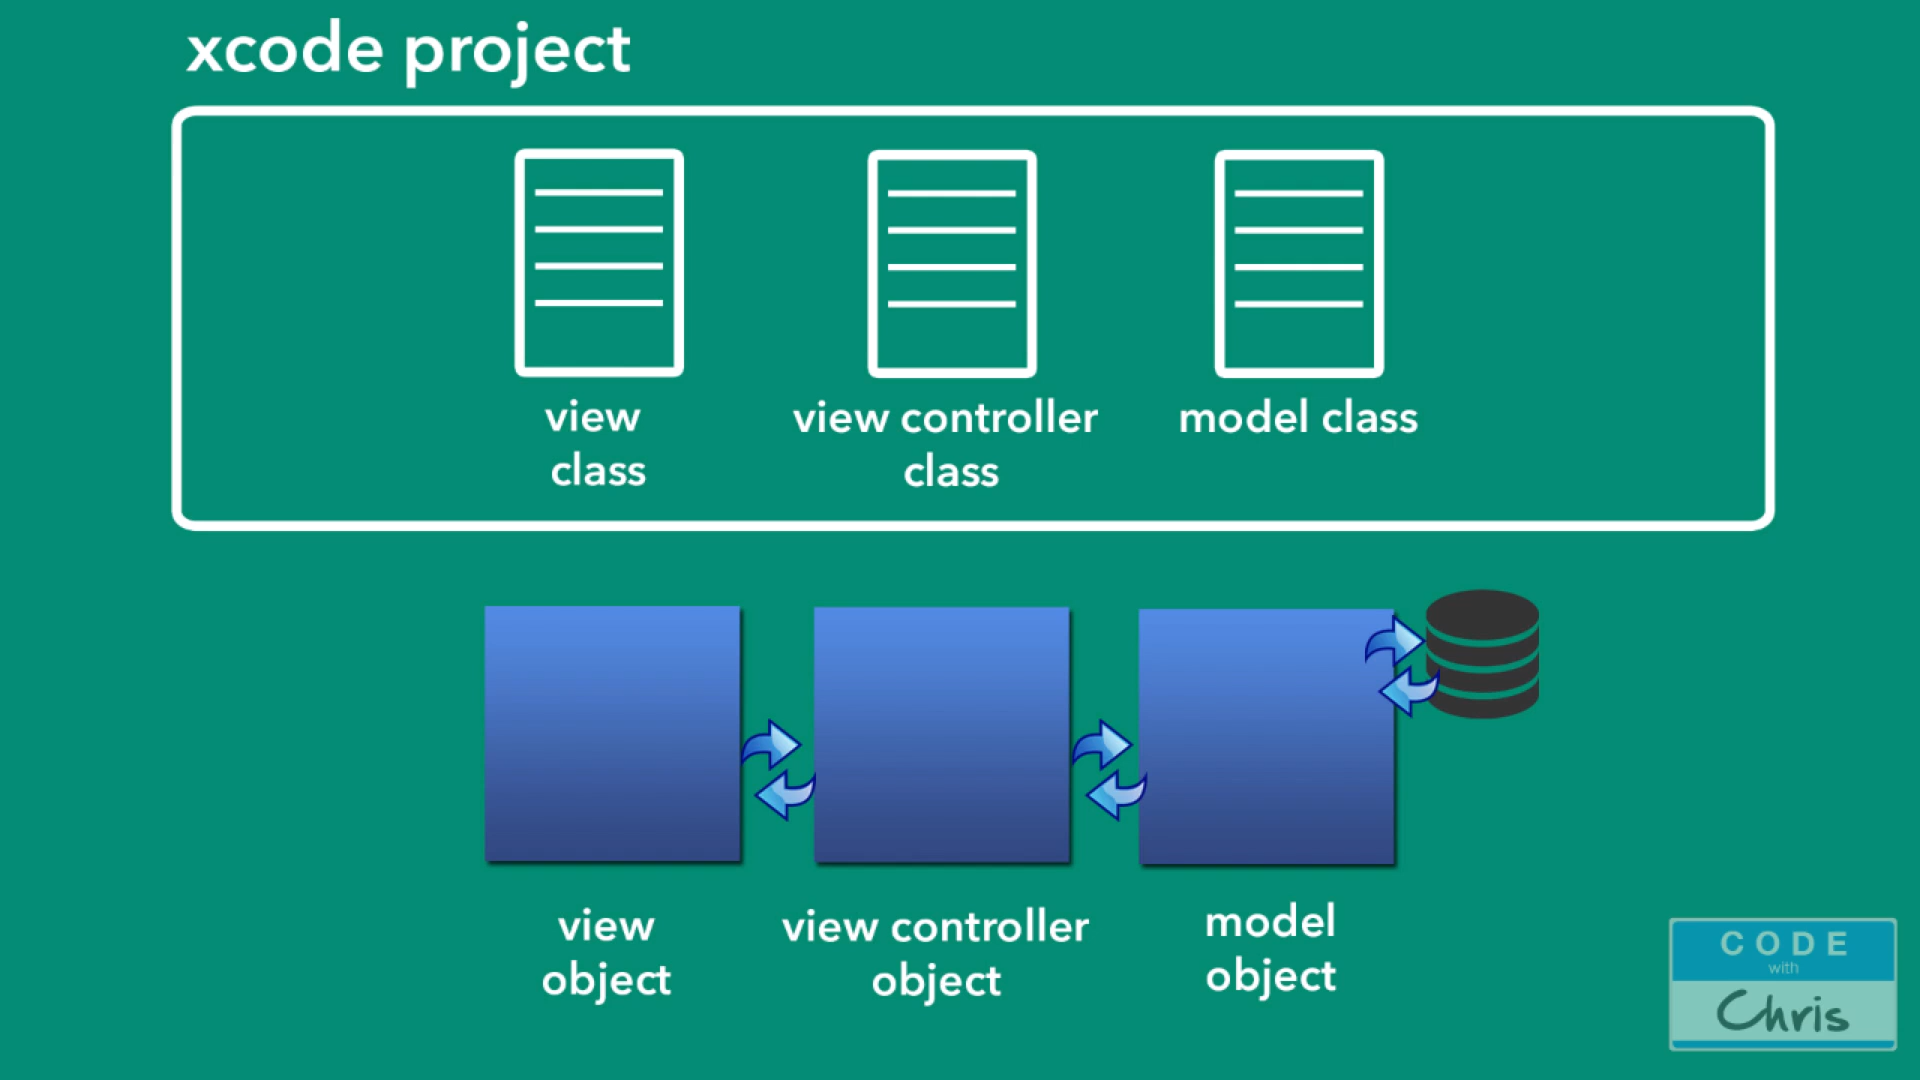 xcode project
view
class
view controller
class
model class
view
object
view controller
object
model
object
CODE
with
Chris